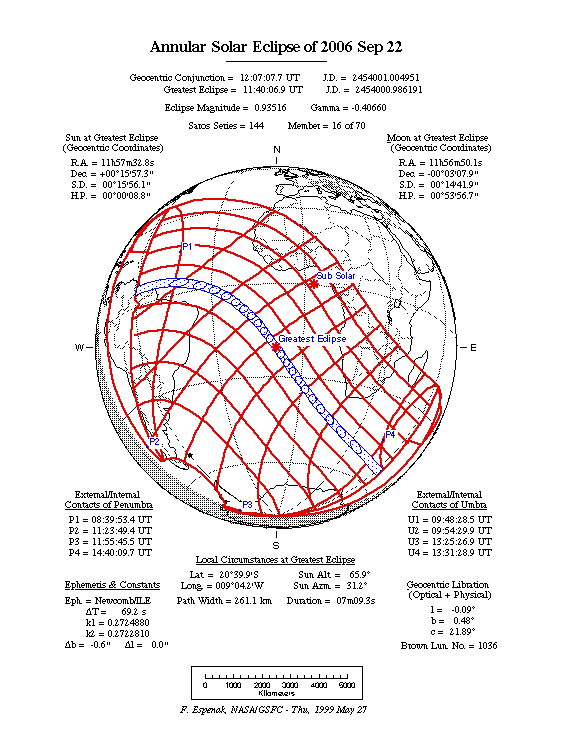 Annular Solar Eclipse of 2006 Sep 22
Geocentric Conjunction = 12:07:07.7 UT J.D. = 2454001.004951
Greatest Eclipse = 11:40:06.9 UT J.D. = 2454000.986191
Eclipse Magnitude = 0.93516 Gamma = -0.40660
Saros Series = 144 Member = 16 of 70
Sun at Greatest Eclipse
(Geocentric Coordinates)
R.A. = 11h57m32.8s
Dec. = +00°15'57.3"
S.D. = 00°15'56.1"
H.P. = 00°00'08.8"
Moon at Greatest Eclipse
(Geocentric Coordinates)
R.A. = 11h56m50.1s
Dec. = -00°03'07.9"
S.D. = 00°14'41.9"
H.P. = 00°53'56.7"
N
P1
Sub Solar
Greatest Eclipse
W
E
P4
P2
P3
S
External/Internal
Contacts of Penumbra
P1 = 08:39:53.4 UT
P2 = 11:23:49.4 UT
P3 = 11:55:45.5 UT
P4 = 14:40:09.7 UT
External/Internal
Contacts of Umbra
U1 = 09:48:28.5 UT
U2 = 09:54:29.9 UT
U3 = 13:25:26.9 UT
U4 = 13:31:28.9 UT
Local Circumstances at Greatest Eclipse
Lat. = 20°39.9'S Sun Alt. = 65.9°
Long. = 009°04.2'W Sun Azm. = 31.2°
Path Width = 261.1 km Duration = 07m09.3s
Ephemeris & Constants
Eph. = Newcomb/ILE
ΔT = 69.2 s
k1 = 0.2724880
k2 = 0.2722810
Δb = -0.6" Δl = 0.0"
Geocentric Libration
(Optical + Physical)
l = -0.09°
b = 0.48°
c = 21.89°
Brown Lun. No. = 1036
0 1000 2000 3000 4000 5000
Kilometers
F. Espenak, NASA/GSFC - Thu, 1999 May 27